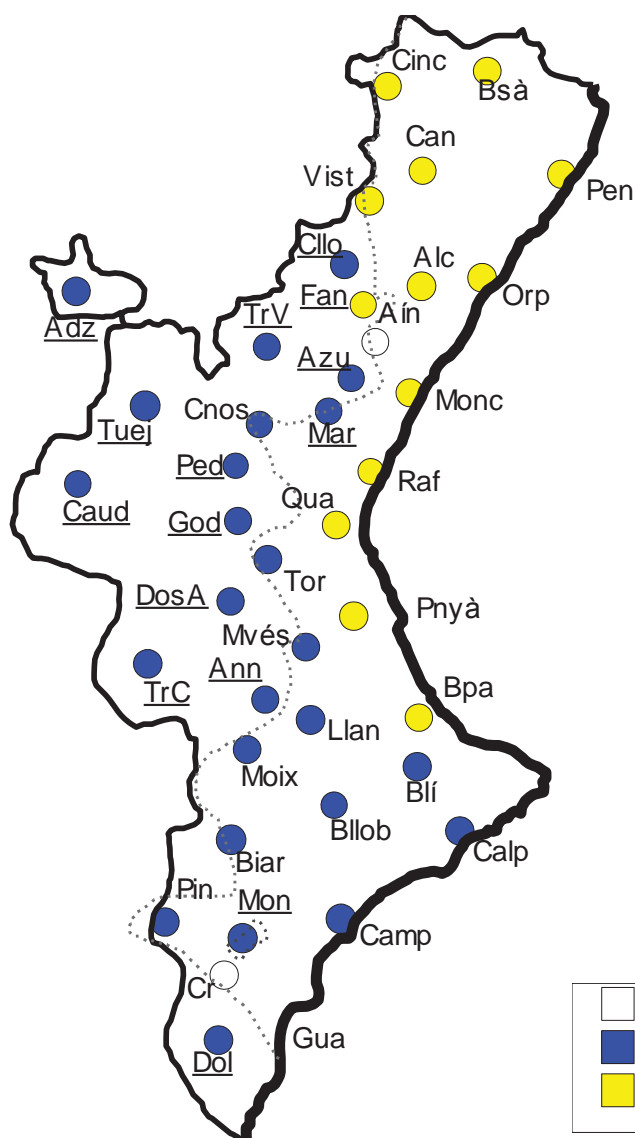 Cinc
Bsà
Can
Vist
Pen
Cllo
Alc
Fan
Orp
Adz
TrV
Aín
Azu
Cnos
Monc
Tuej
Mar
Ped
Raf
Caud
Qua
God
Tor
DosA
Pnyà
Mvés
Ann
TrC
Bpa
Llan
Moix
Blí
Bllob
Calp
Biar
Pin
Mon
Camp
Cr
Gua
Dol